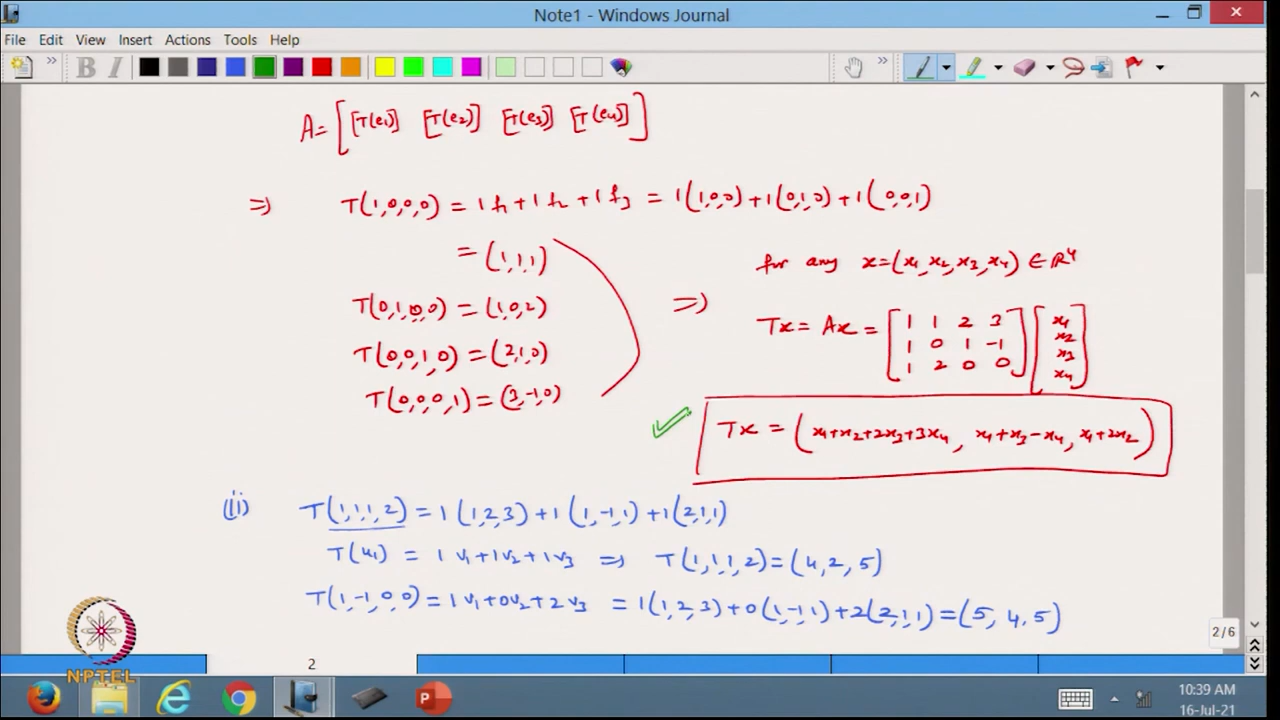 Note1 - Windows Journal
File Edit View Insert Actions Tools Help
A = [ [T(e1)] [T(e2)] [T(e3)] [T(e4)] ]
⇒ T(1,0,0,0) = 1f1 + 1f2 + 1f3 = 1(1,0,0) + 1(0,1,0) + 1(0,0,1)
= (1,1,1)
T(0,1,0,0) = (1,0,2)
T(0,0,1,0) = (2,1,0)
T(0,0,0,1) = (3,-1,0)
for any x = (x1,x2,x3,x4) ∈ ℝ4
⇒ Tx = Ax = [ 1 1 2 3 ] [ x1 ]
[ 1 0 1 -1 ] [ x2 ]
[ 1 2 0 0 ] [ x3 ]
[ x4 ]
Tx = (x1+x2+2x3+3x4, x1+x3-x4, x1+2x2)
(ii) T(1,1,1,2) = 1(1,2,3) + 1(1,-1,1) + 1(2,1,1)
T(u1) = 1v1 + 1v2 + 1v3 ⇒ T(1,1,1,2) = (4,2,5)
T(1,-1,0,0) = 1v1 + 0v2 + 2v3 = 1(1,2,3) + 0(1,-1,1) + 2(2,1,1) = (5,4,5)
2/6
2
NPTEL
10:39 AM
16-Jul-21